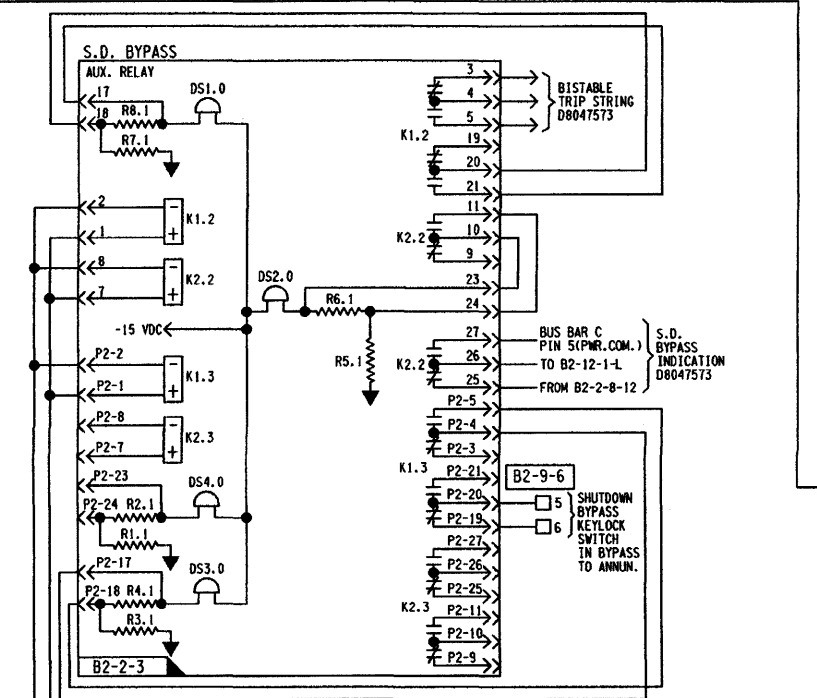 S.D. BYPASS
AUX. RELAY
17
18
R8.1
R7.1
DS1.0
2
1
K1.2
8
7
K2.2
DS2.0
-15 VDC
R6.1
R5.1
P2-2
P2-1
K1.3
P2-8
P2-7
K2.3
P2-23
P2-24
R2.1
R1.1
DS4.0
P2-17
P2-18
R4.1
R3.1
DS3.0
B2-2-3
3
4
5
K1.2
19
20
21
11
10
K2.2
9
23
24
27
26
K2.2
25
P2-5
P2-4
P2-3
K1.3
P2-21
P2-20
P2-19
P2-27
P2-26
P2-25
K2.3
P2-11
P2-10
P2-9
BISTABLE
TRIP STRING
D8047573
BUS BAR C
PIN 5(PWR.COM.)
TO B2-12-1-L
FROM B2-2-8-12
S.D.
BYPASS
INDICATION
D8047573
B2-9-6
5
6
SHUTDOWN
BYPASS
KEYLOCK
SWITCH
IN BYPASS
TO ANNUN.